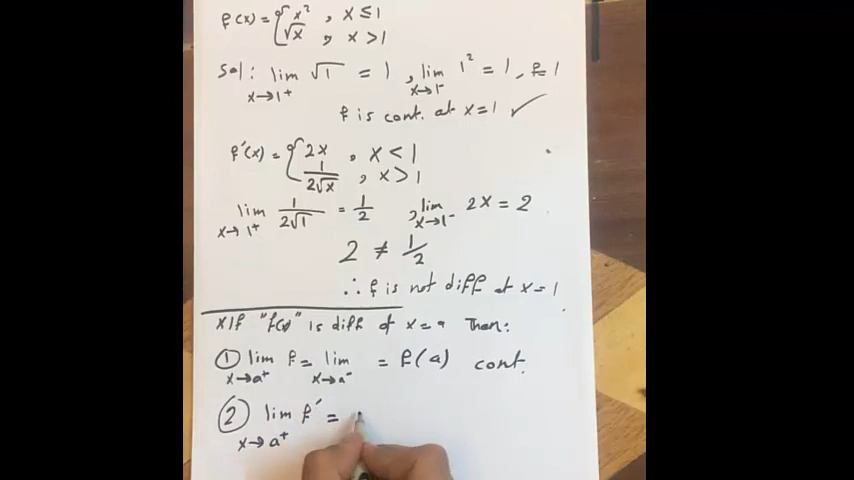 f(x) = { x² , x ≤ 1
√x , x > 1
Sol: lim x→1⁺ √1 = 1 , lim x→1⁻ 1² = 1 , f = 1
f is cont. at x = 1 ✓
f'(x) = { 2x , x < 1
1/2√x , x > 1
lim x→1⁺ 1/2√1 = 1/2 , lim x→1⁻ 2x = 2
2 ≠ 1/2
∴ f is not diff at x = 1
* If "f(x)" is diff at x = a Then:
① lim x→a⁺ f = lim x→a⁻ = f(a) cont.
② lim x→a⁺ f' =